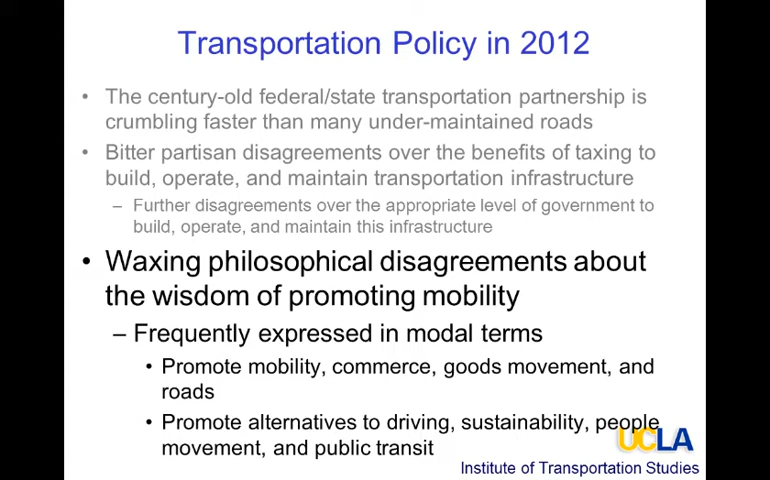 Transportation Policy in 2012
• The century-old federal/state transportation partnership is
crumbling faster than many under-maintained roads
• Bitter partisan disagreements over the benefits of taxing to
build, operate, and maintain transportation infrastructure
– Further disagreements over the appropriate level of government to
build, operate, and maintain this infrastructure
• Waxing philosophical disagreements about
the wisdom of promoting mobility
– Frequently expressed in modal terms
• Promote mobility, commerce, goods movement, and
roads
• Promote alternatives to driving, sustainability, people
movement, and public transit
UCLA
Institute of Transportation Studies